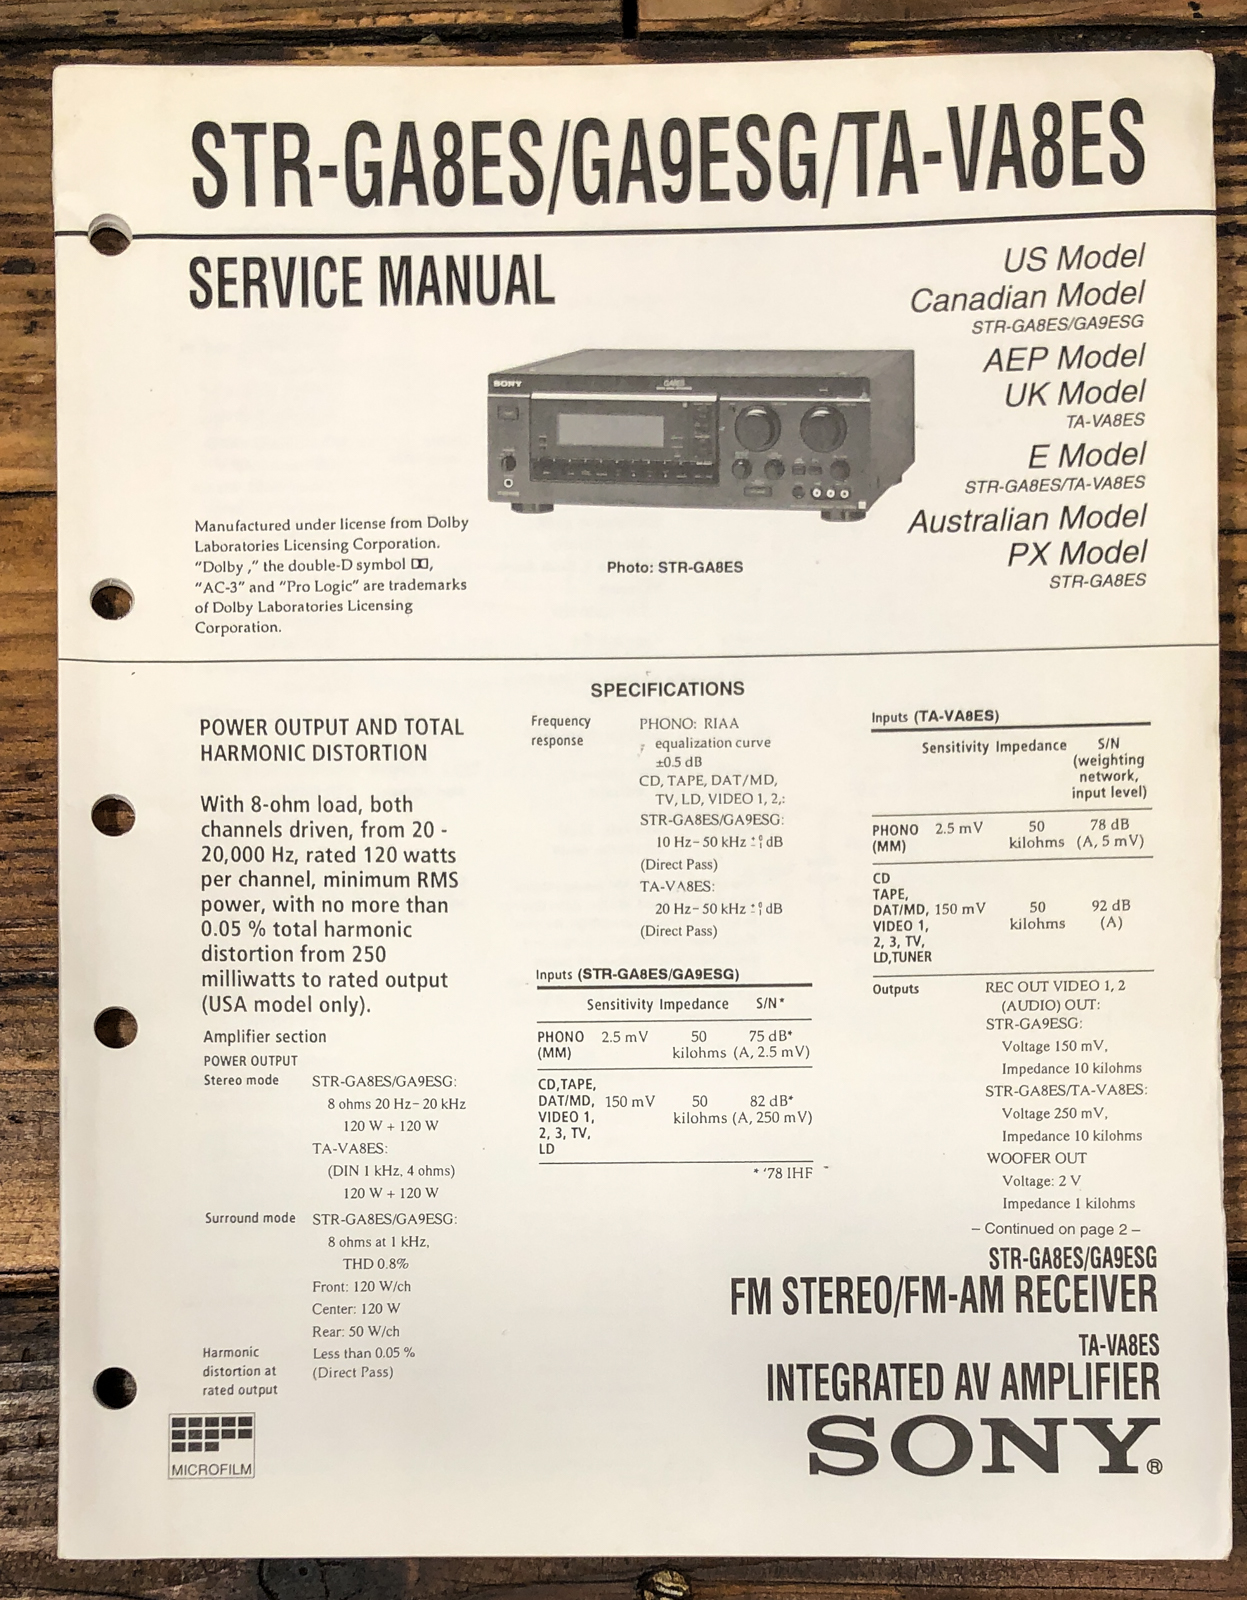 STR-GA8ES/GA9ESG/TA-VA8ES
SERVICE MANUAL
US Model
Canadian Model
STR-GA8ES/GA9ESG
AEP Model
UK Model
TA-VA8ES
E Model
STR-GA8ES/TA-VA8ES
Australian Model
PX Model
STR-GA8ES
SONY
GA8ES
Photo: STR-GA8ES
Manufactured under license from Dolby
Laboratories Licensing Corporation.
"Dolby ," the double-D symbol,
"AC-3" and "Pro Logic" are trademarks
of Dolby Laboratories Licensing
Corporation.
SPECIFICATIONS
POWER OUTPUT AND TOTAL
HARMONIC DISTORTION
With 8-ohm load, both
channels driven, from 20 -
20,000 Hz, rated 120 watts
per channel, minimum RMS
power, with no more than
0.05 % total harmonic
distortion from 250
milliwatts to rated output
(USA model only).
Amplifier section
POWER OUTPUT
Stereo mode STR-GA8ES/GA9ESG:
8 ohms 20 Hz– 20 kHz
120 W + 120 W
TA-VA8ES:
(DIN 1 kHz, 4 ohms)
120 W + 120 W
Surround mode STR-GA8ES/GA9ESG:
8 ohms at 1 kHz,
THD 0.8%
Front: 120 W/ch
Center: 120 W
Rear: 50 W/ch
Harmonic Less than 0.05 %
distortion at (Direct Pass)
rated output
MICROFILM
Frequency PHONO: RIAA
response equalization curve
±0.5 dB
CD, TAPE, DAT/MD,
TV, LD, VIDEO 1, 2,:
STR-GA8ES/GA9ESG:
10 Hz– 50 kHz dB
(Direct Pass)
TA-VA8ES:
20 Hz– 50 kHz dB
(Direct Pass)
Inputs (STR-GA8ES/GA9ESG)
Sensitivity Impedance S/N*
PHONO 2.5 mV 50 75 dB*
(MM) kilohms (A, 2.5 mV)
CD,TAPE,
DAT/MD, 150 mV 50 82 dB*
VIDEO 1, kilohms (A, 250 mV)
2, 3, TV,
LD
* '78 IHF
Inputs (TA-VA8ES)
Sensitivity Impedance S/N
(weighting
network,
input level)
PHONO 2.5 mV 50 78 dB
(MM) kilohms (A, 5 mV)
CD
TAPE,
DAT/MD, 150 mV 50 92 dB
VIDEO 1, kilohms (A)
2, 3, TV,
LD,TUNER
Outputs REC OUT VIDEO 1, 2
(AUDIO) OUT:
STR-GA9ESG:
Voltage 150 mV,
Impedance 10 kilohms
STR-GA8ES/TA-VA8ES:
Voltage 250 mV,
Impedance 10 kilohms
WOOFER OUT
Voltage: 2 V
Impedance 1 kilohms
– Continued on page 2 –
STR-GA8ES/GA9ESG
FM STEREO/FM-AM RECEIVER
TA-VA8ES
INTEGRATED AV AMPLIFIER
SONY®